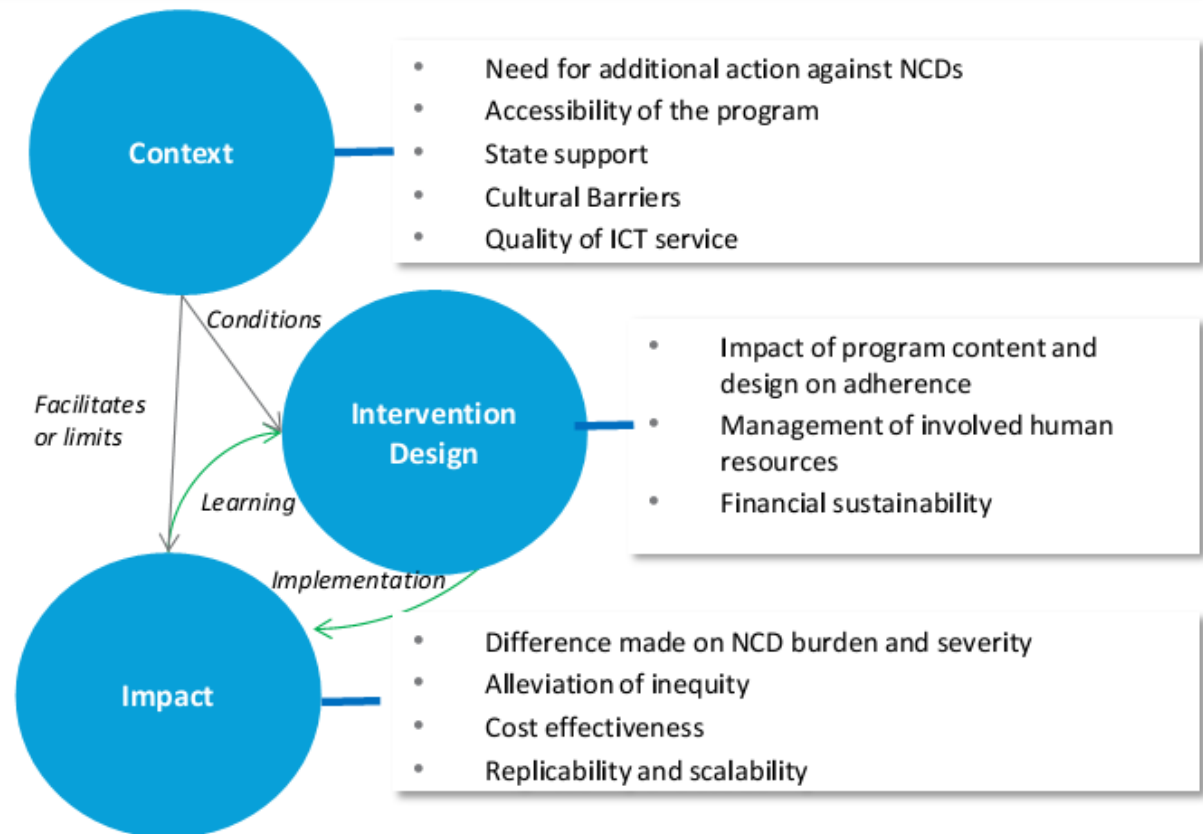 Context
• Need for additional action against NCDs
• Accessibility of the program
• State support
• Cultural Barriers
• Quality of ICT service
Conditions
Facilitates
or limits
Intervention
Design
• Impact of program content and
design on adherence
• Management of involved human
resources
• Financial sustainability
Learning
Implementation
Impact
• Difference made on NCD burden and severity
• Alleviation of inequity
• Cost effectiveness
• Replicability and scalability